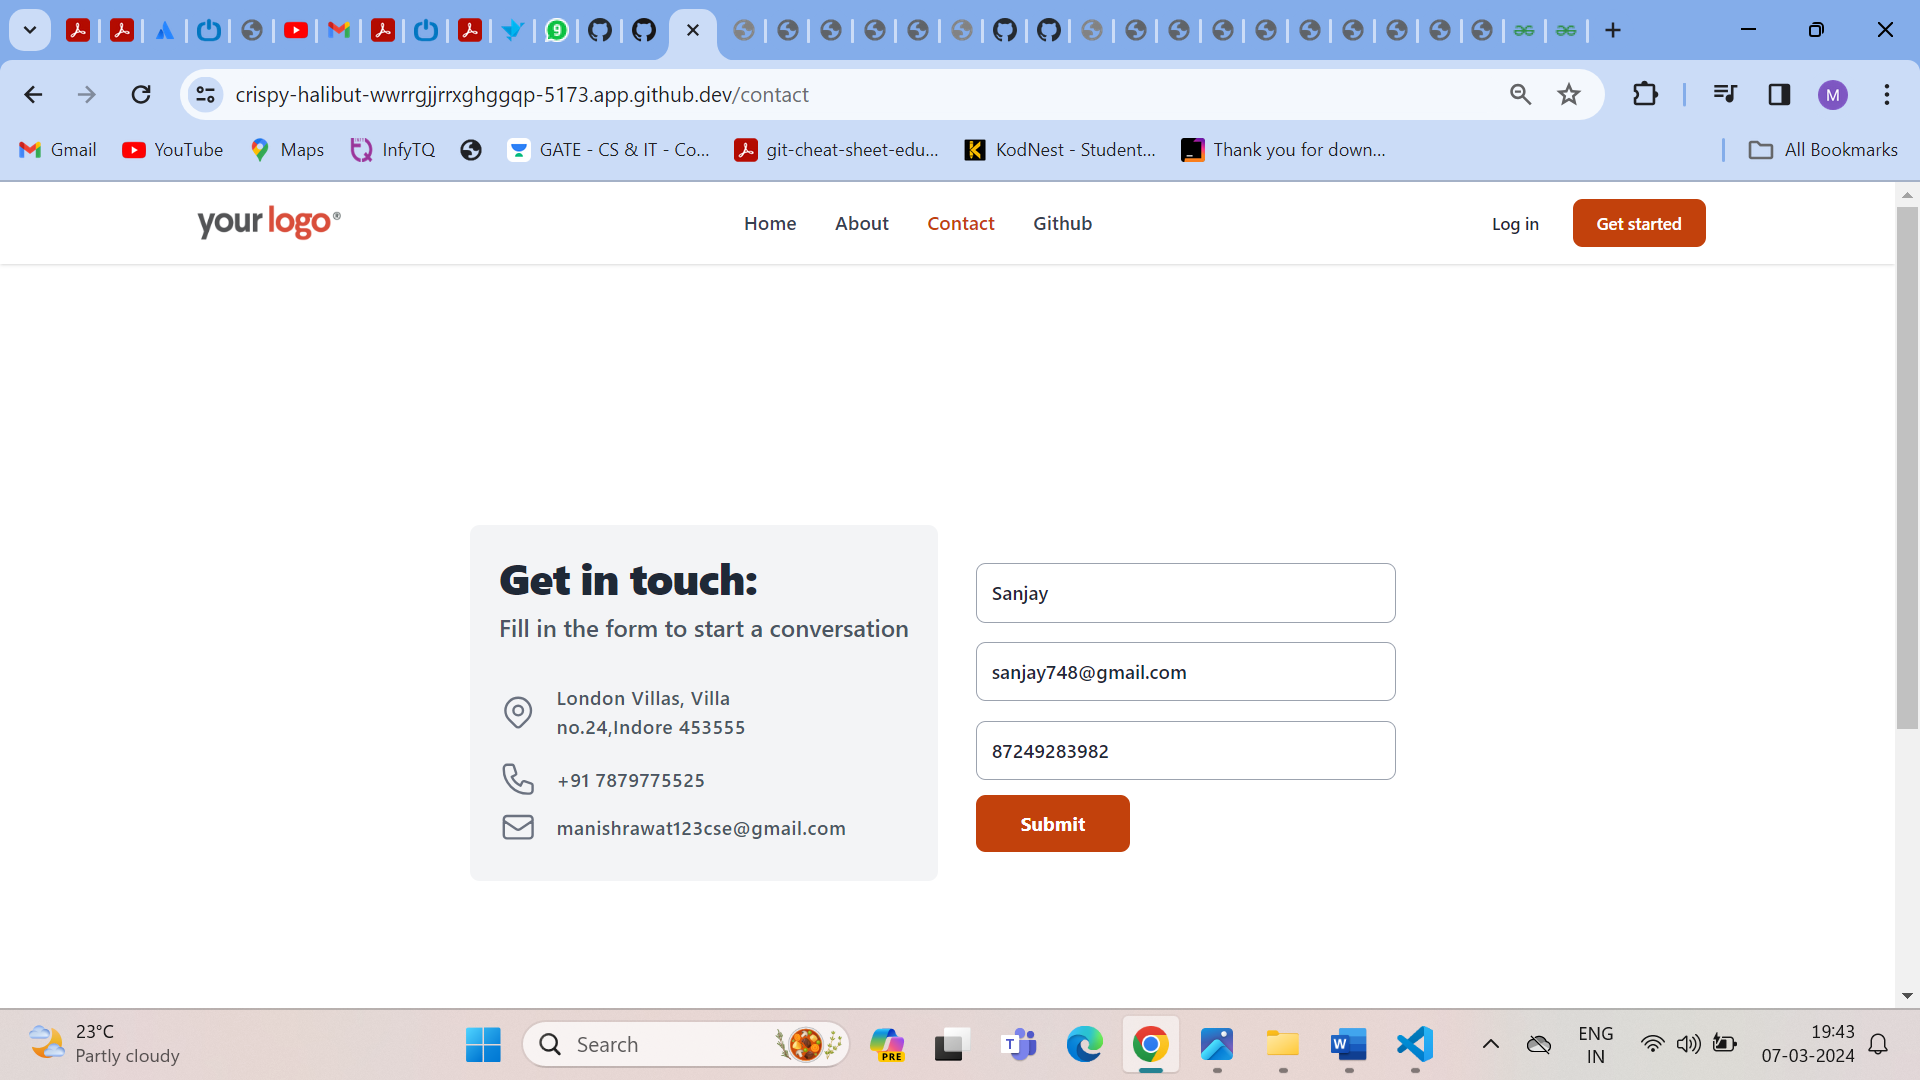 9
crispy-halibut-wwrrgjjrrxghggqp-5173.app.github.dev/contact
M
Gmail
YouTube
Maps
InfyTQ
GATE - CS & IT - Co...
git-cheat-sheet-edu...
KodNest - Student...
Thank you for down...
All Bookmarks
yourlogo®
Home
About
Contact
Github
Log in
Get started
Get in touch:
Fill in the form to start a conversation
London Villas, Villa
no.24,Indore 453555
+91 7879775525
manishrawat123cse@gmail.com
Sanjay
sanjay748@gmail.com
87249283982
Submit
23°C
Partly cloudy
Search
PRE
ENG
IN
19:43
07-03-2024